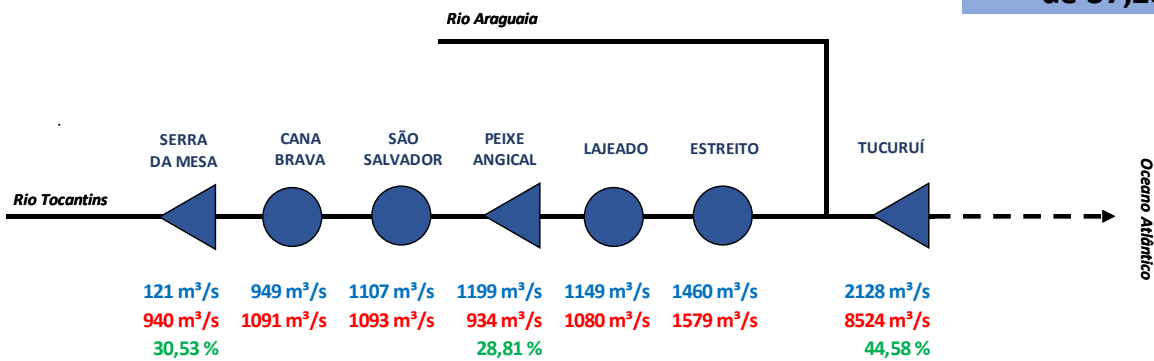 Rio Araguaia
SERRA
DA MESA
CANA
BRAVA
SÃO
SALVADOR
PEIXE
ANGICAL
LAJEADO
ESTREITO
TUCURUÍ
Rio Tocantins
Oceano Atlântico
121 m³/s 949 m³/s 1107 m³/s 1199 m³/s 1149 m³/s 1460 m³/s 2128 m³/s
940 m³/s 1091 m³/s 1093 m³/s 934 m³/s 1080 m³/s 1579 m³/s 8524 m³/s
30,53 % 28,81 % 44,58 %